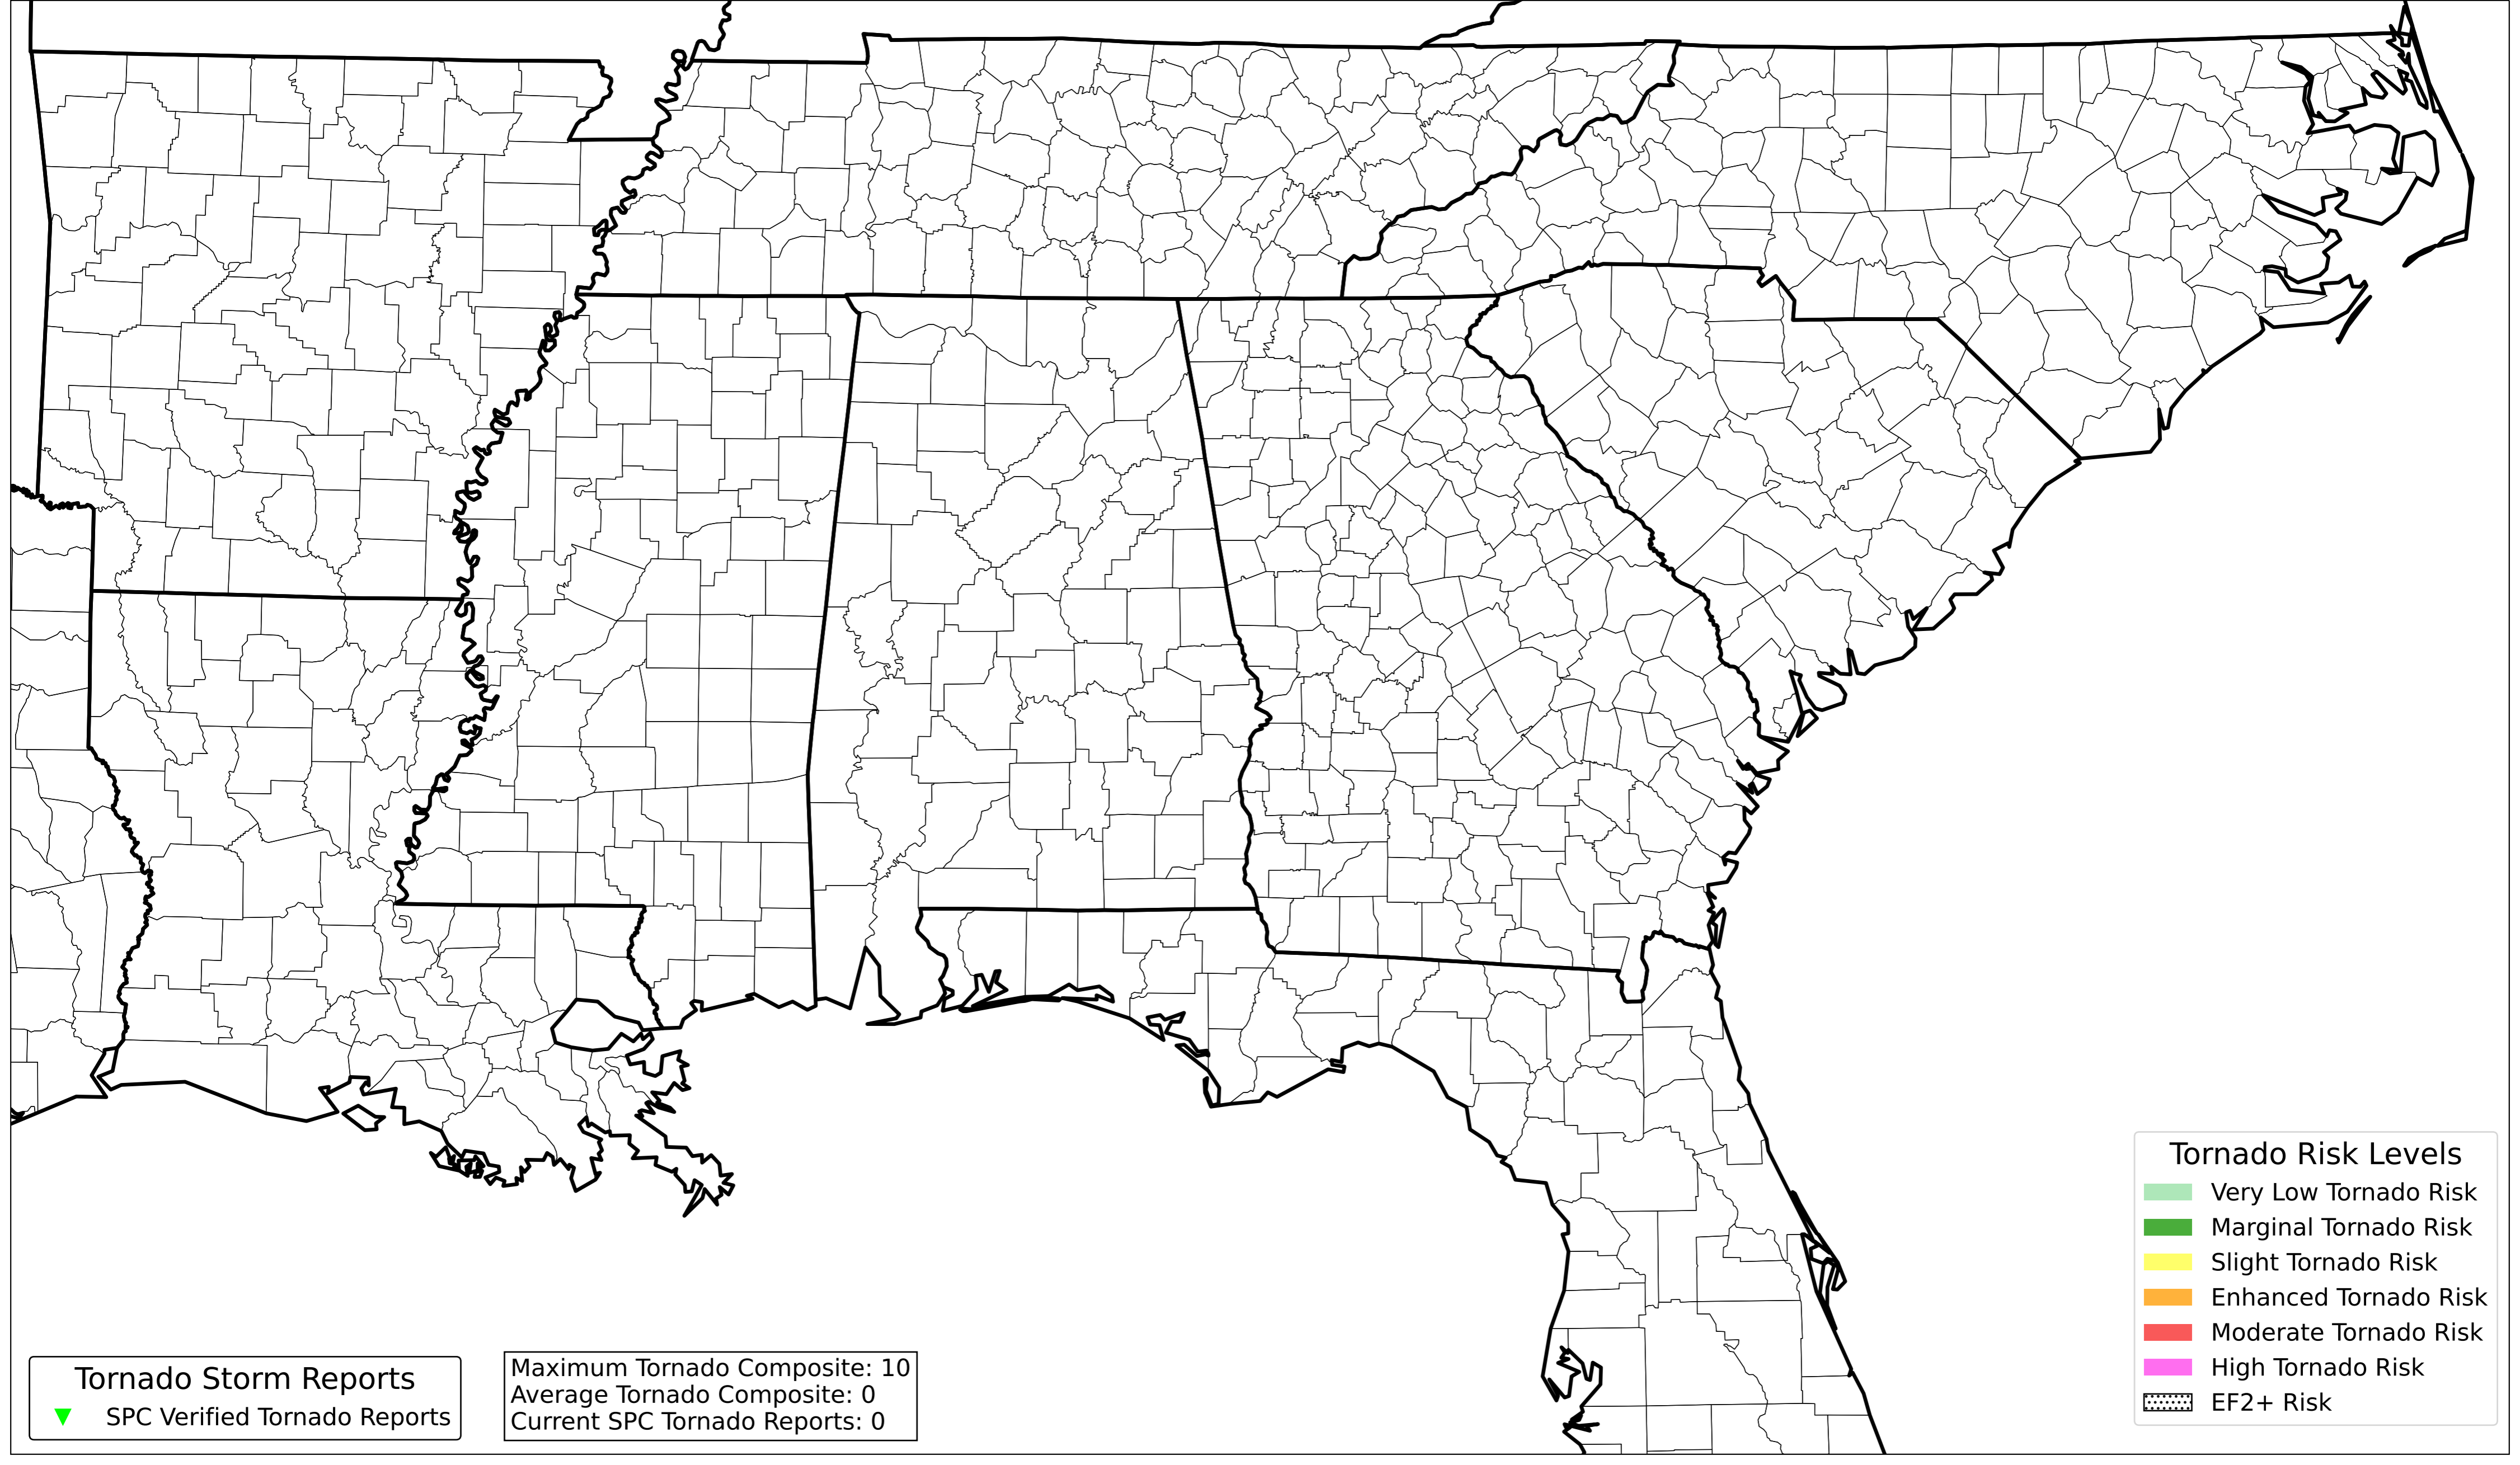 Tornado Risk Levels
Very Low Tornado Risk
Marginal Tornado Risk
Slight Tornado Risk
Enhanced Tornado Risk
Moderate Tornado Risk
High Tornado Risk
EF2+ Risk
Tornado Storm Reports
SPC Verified Tornado Reports
Maximum Tornado Composite: 10
Average Tornado Composite: 0
Current SPC Tornado Reports: 0